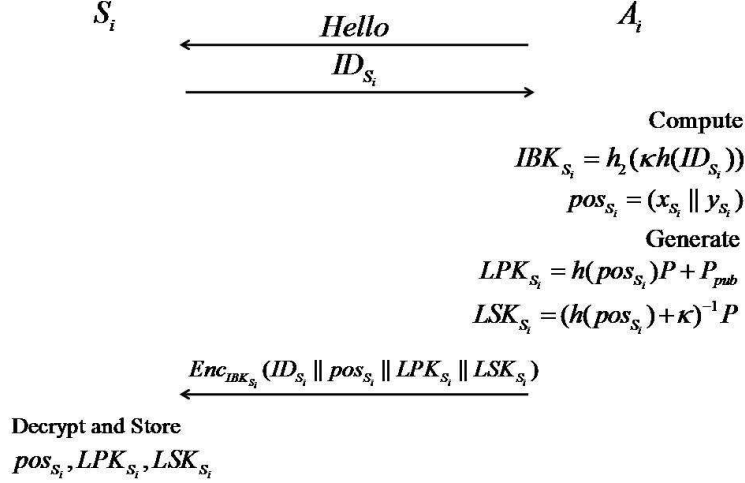 S_i A_i
Hello
ID_{S_i}
Compute
IBK_{S_i} = h_2(κh(ID_{S_i}))
pos_{S_i} = (x_{S_i} || y_{S_i})
Generate
LPK_{S_i} = h(pos_{S_i})P + P_{pub}
LSK_{S_i} = (h(pos_{S_i}) + κ)^{-1} P
Enc_{IBK_{S_i}}(ID_{S_i} || pos_{S_i} || LPK_{S_i} || LSK_{S_i})
Decrypt and Store
pos_{S_i}, LPK_{S_i}, LSK_{S_i}